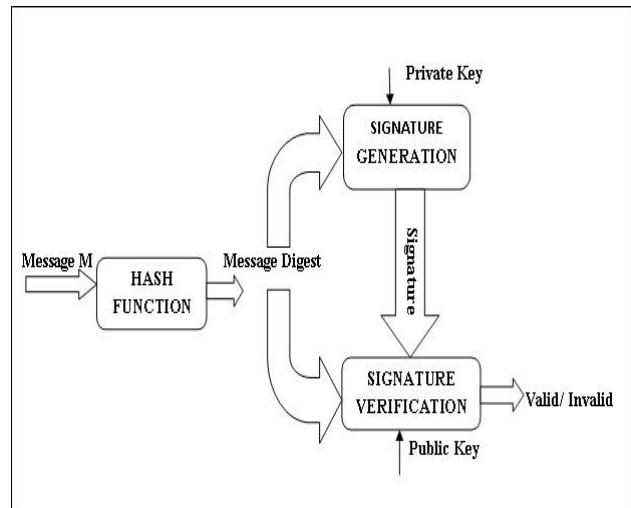 Private Key
SIGNATURE
GENERATION
Signature
Message M
HASH
FUNCTION
Message Digest
SIGNATURE
VERIFICATION
Valid/ Invalid
Public Key